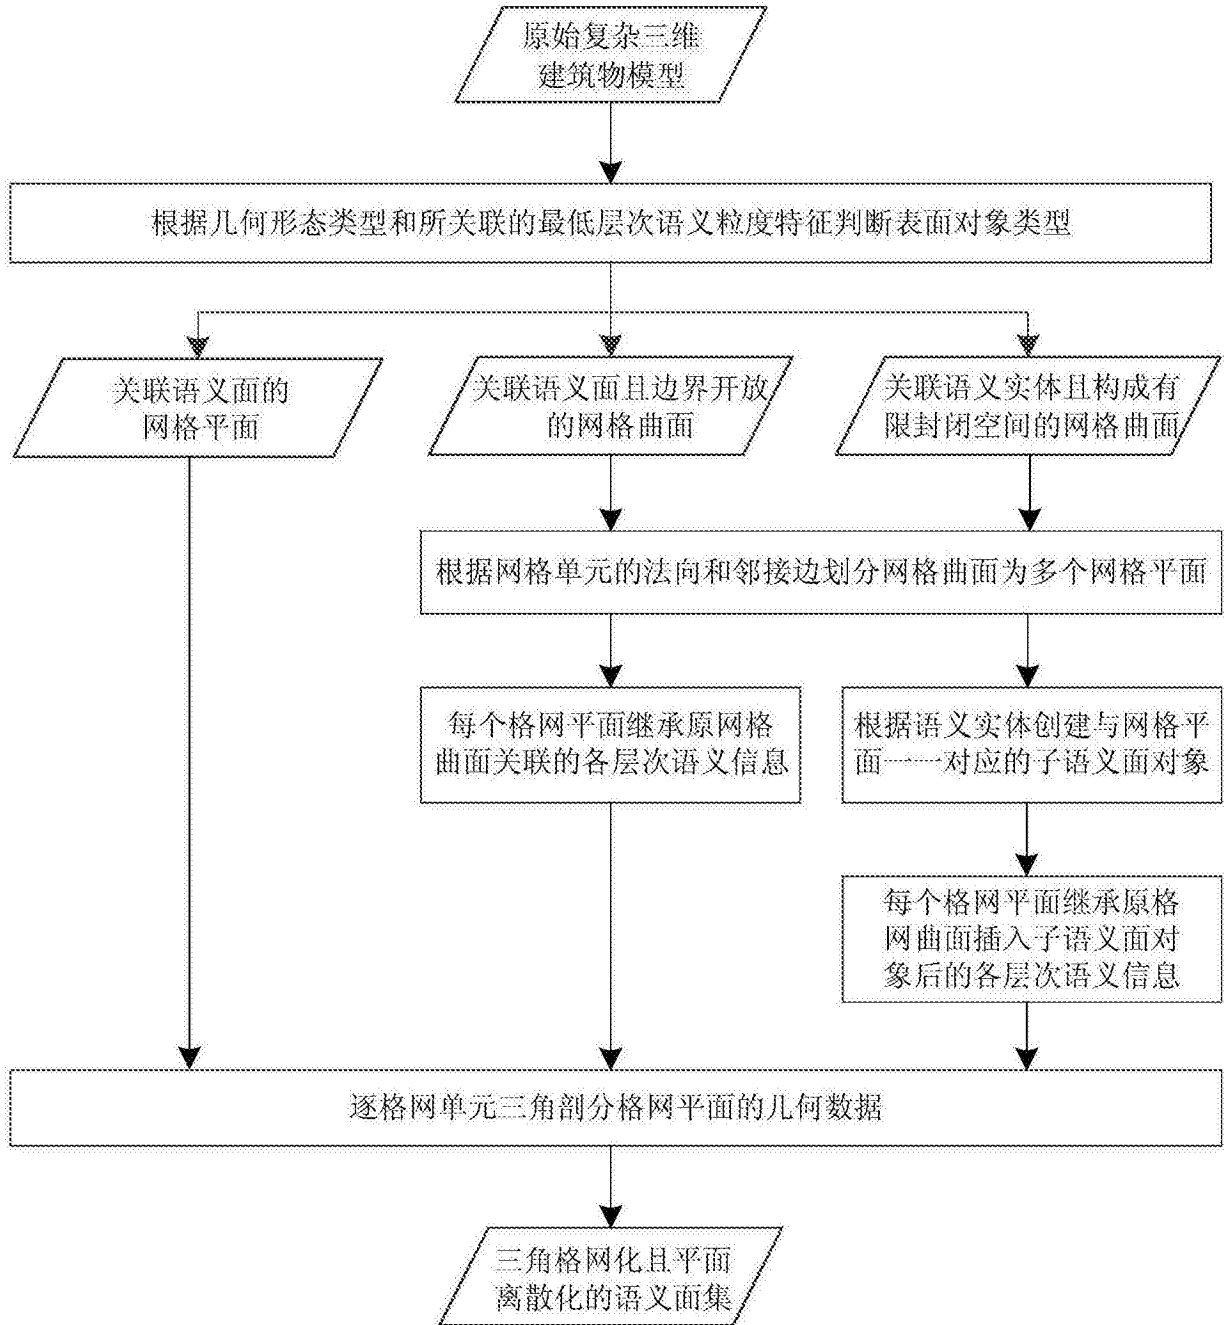 原始复杂三维
建筑物模型
根据几何形态类型和所关联的最低层次语义粒度特征判断表面对象类型
关联语义面的
网格平面
关联语义面且边界开放
的网格曲面
关联语义实体且构成有
限封闭空间的网格曲面
根据网格单元的法向和邻接边划分网格曲面为多个网格平面
每个格网平面继承原网格
曲面关联的各层次语义信息
根据语义实体创建与网格平
面一一对应的子语义面对象
每个格网平面继承原格
网曲面插入子语义面对
象后的各层次语义信息
逐格网单元三角剖分格网平面的几何数据
三角格网化且平面
离散化的语义面集